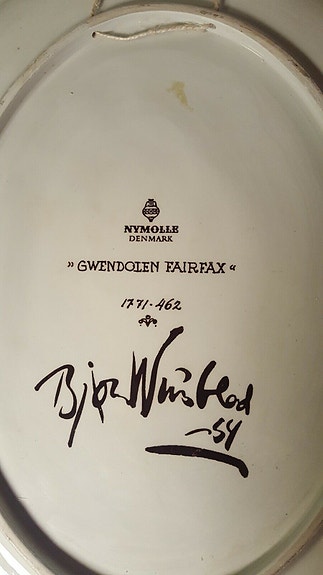 NYMOLLE
DENMARK
» GWENDOLEN FAIRFAX «
1771-462
Bjørn Wiinblad
-54